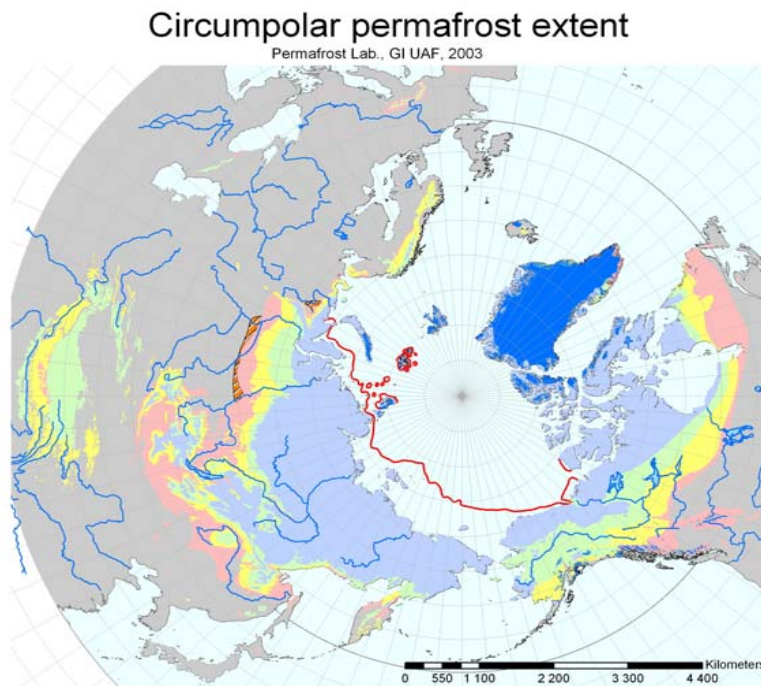 Circumpolar permafrost extent
Permafrost Lab., GI UAF, 2003
Kilometers
0 550 1 100 2 200 3 300 4 400